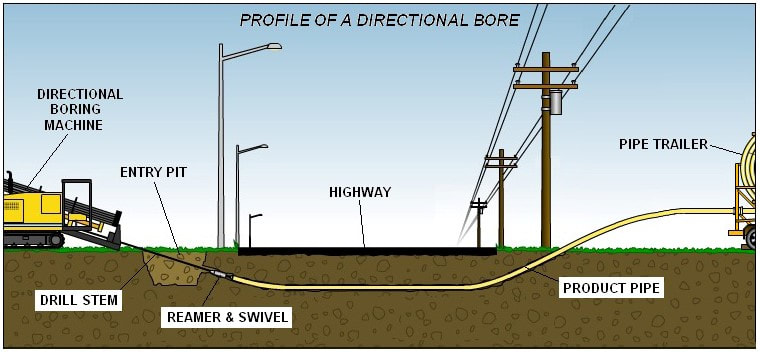 PROFILE OF A DIRECTIONAL BORE
DIRECTIONAL
BORING
MACHINE
ENTRY PIT
HIGHWAY
PIPE TRAILER
DRILL STEM
REAMER & SWIVEL
PRODUCT PIPE